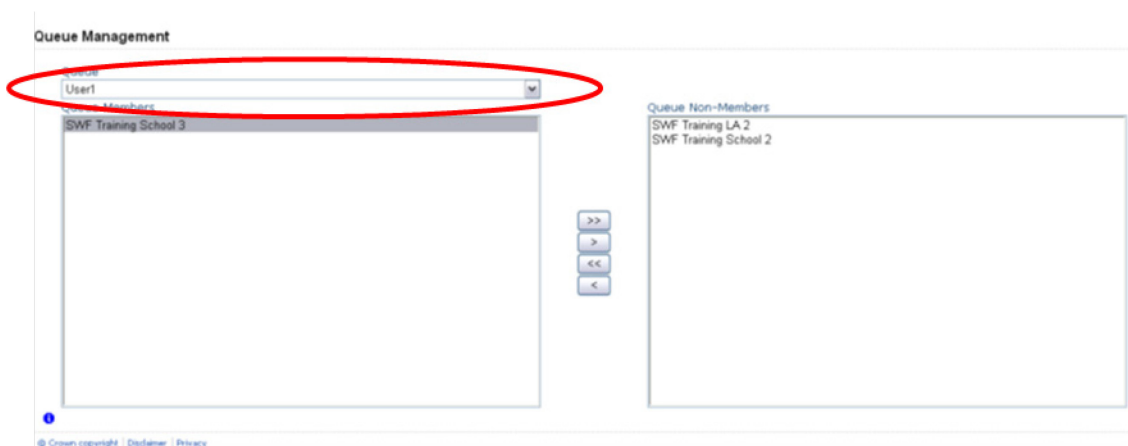 Queue Management
Queue
User1
Queue Members
Queue Non-Members
SWF Training School 3
SWF Training LA 2
SWF Training School 2
>>
>
<<
<
© Crown copyright | Disclaimer | Privacy